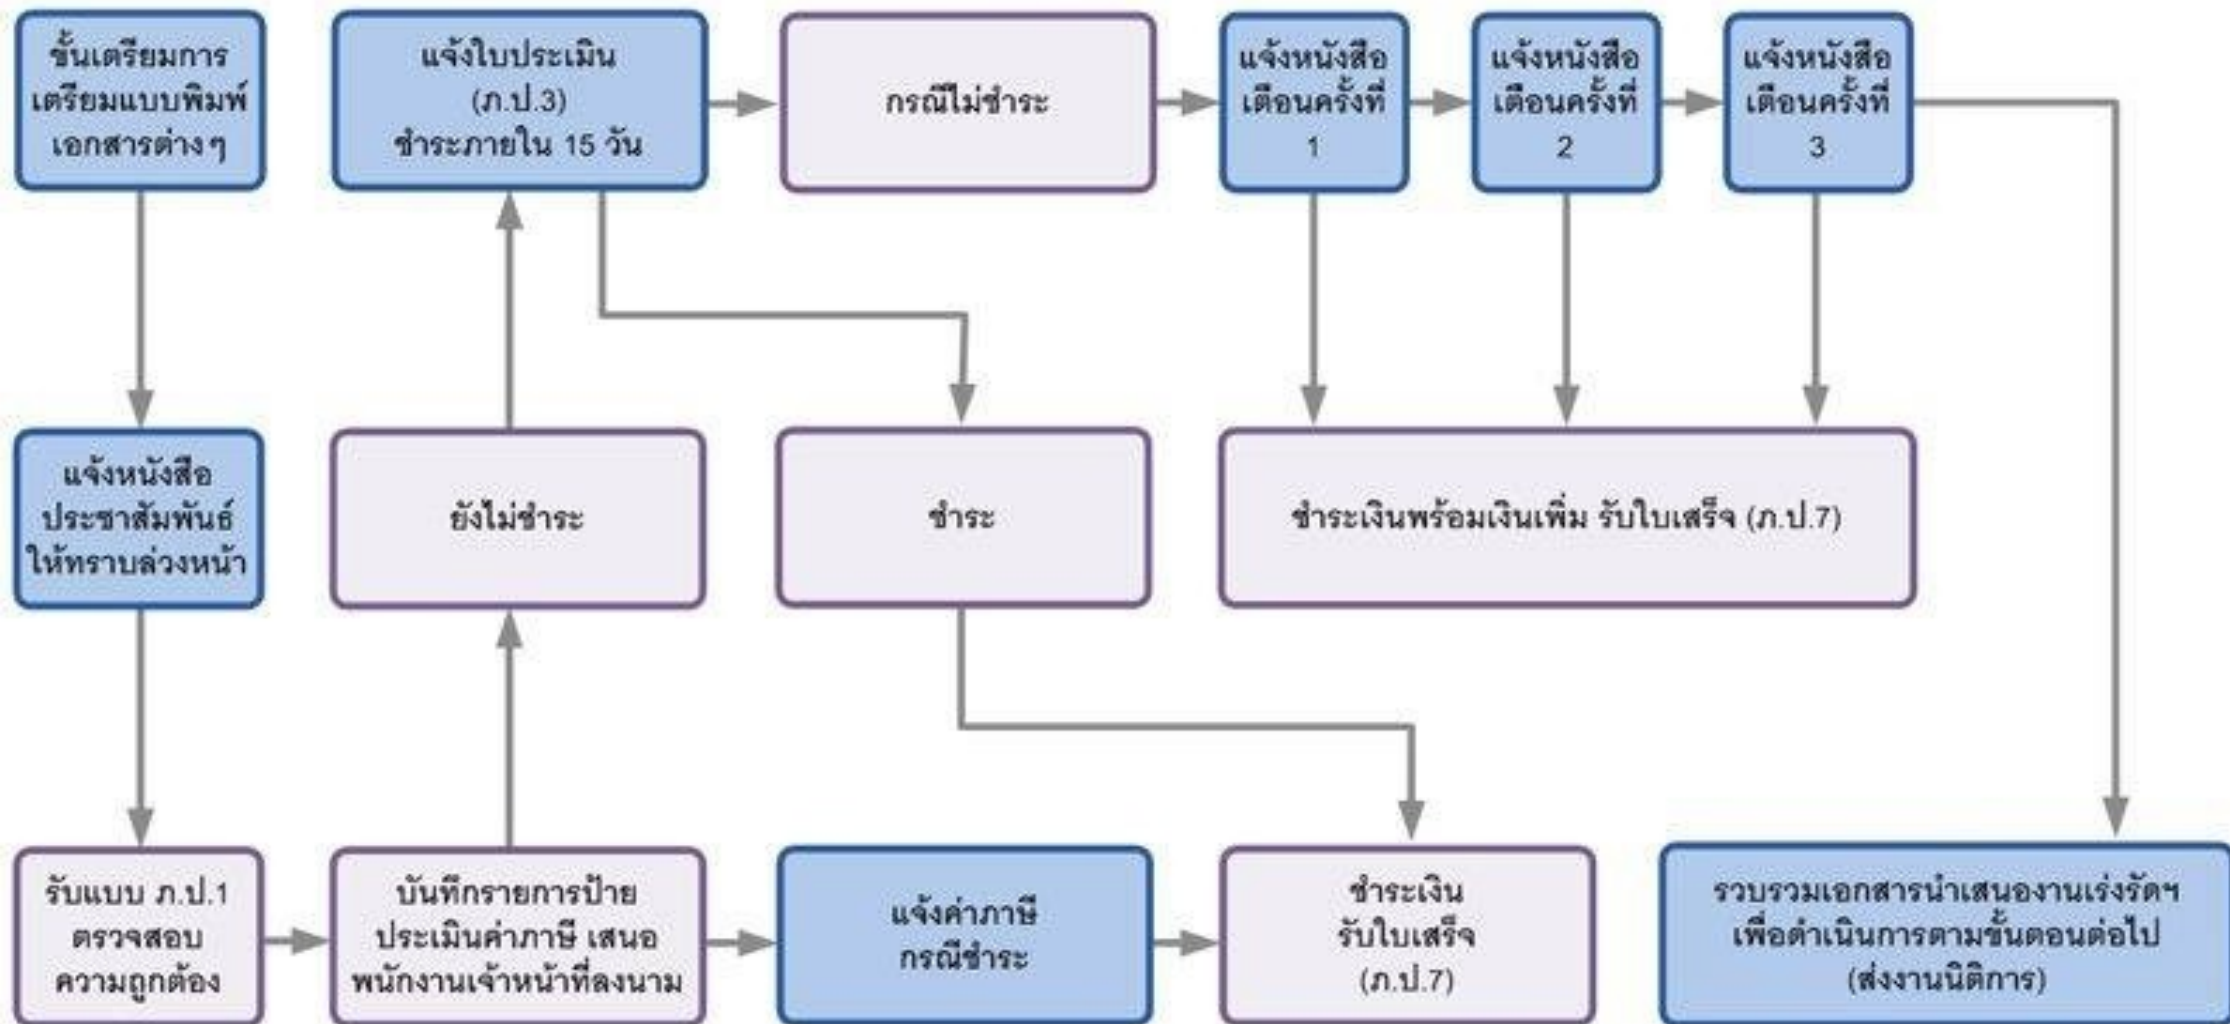 ขั้นเตรียมการ
เตรียมแบบพิมพ์
เอกสารต่างๆ
แจ้งใบประเมิน
(ภ.ป.3)
ชำระภายใน 15 วัน
กรณีไม่ชำระ
แจ้งหนังสือ
เตือนครั้งที่
1
แจ้งหนังสือ
เตือนครั้งที่
2
แจ้งหนังสือ
เตือนครั้งที่
3
แจ้งหนังสือ
ประชาสัมพันธ์
ให้ทราบล่วงหน้า
ยังไม่ชำระ
ชำระ
ชำระเงินพร้อมเงินเพิ่ม รับใบเสร็จ (ภ.ป.7)
รับแบบ ภ.ป.1
ตรวจสอบ
ความถูกต้อง
บันทึกรายการป้าย
ประเมินค่าภาษี เสนอ
พนักงานเจ้าหน้าที่ลงนาม
แจ้งค่าภาษี
กรณีชำระ
ชำระเงิน
รับใบเสร็จ
(ภ.ป.7)
รวบรวมเอกสารนำเสนองานเร่งรัดฯ
เพื่อดำเนินการตามขั้นตอนต่อไป
(ส่งงานนิติการ)